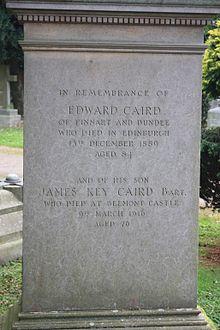 IN REMEMBRANCE OF
EDWARD CAIRD
OF FINNART AND DUNDEE
WHO DIED IN EDINBURGH
13TH DECEMBER 1889
AGED 84
AND OF HIS SON
JAMES KEY CAIRD BART.
WHO DIED AT BELMONT CASTLE
9TH MARCH 1916
AGED 79